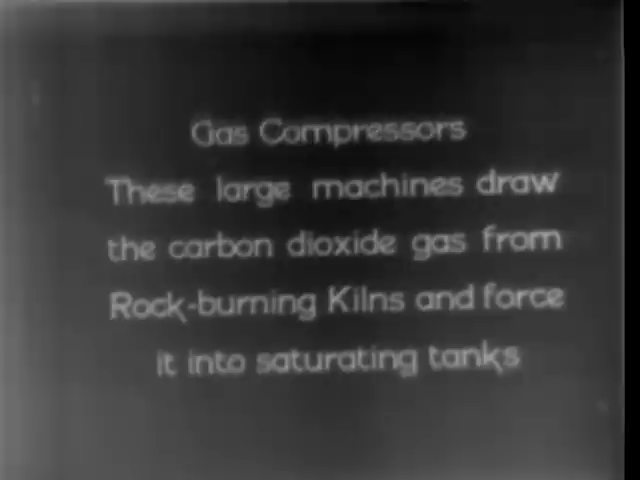 Gas Compressors
These large machines draw
the carbon dioxide gas from
Rock-burning Kilns and force
it into saturating tanks